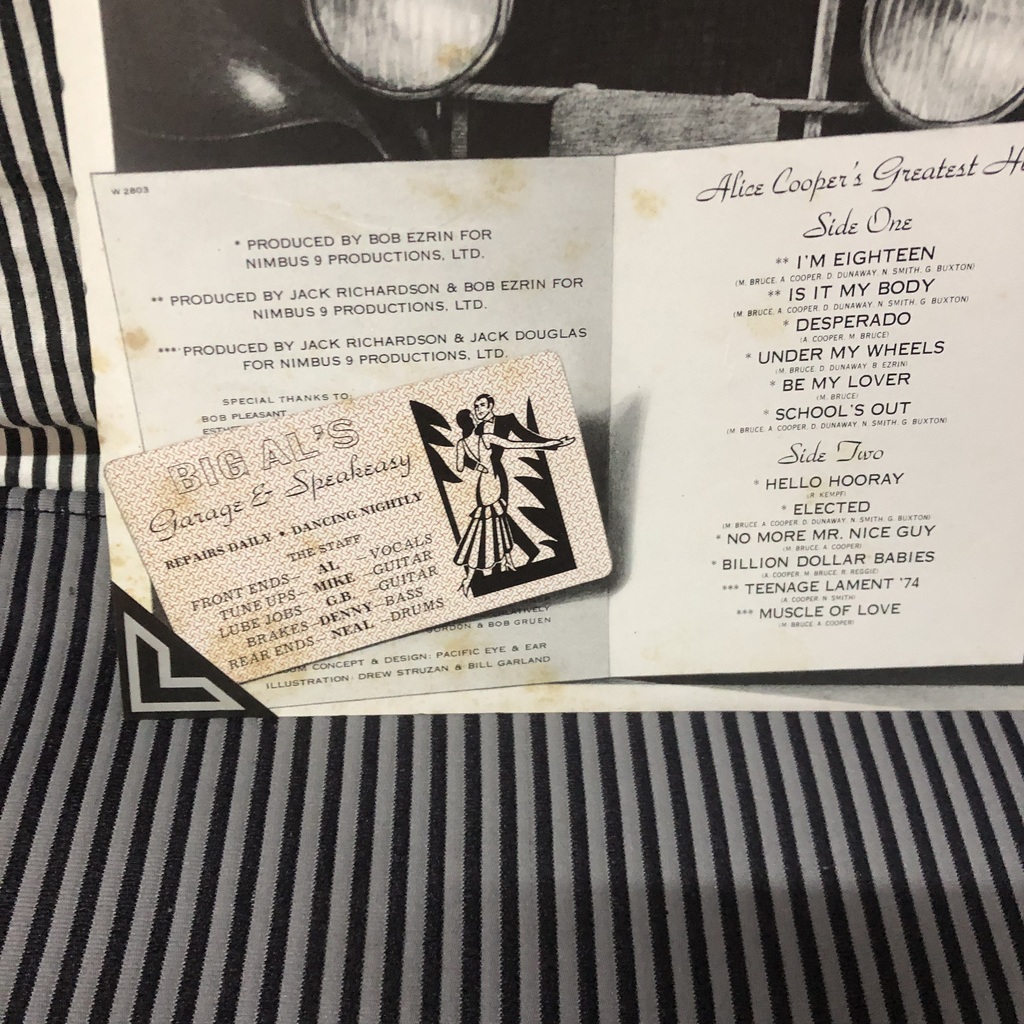 W 2803
* PRODUCED BY BOB EZRIN FOR
NIMBUS 9 PRODUCTIONS, LTD.
** PRODUCED BY JACK RICHARDSON & BOB EZRIN FOR
NIMBUS 9 PRODUCTIONS, LTD.
*** PRODUCED BY JACK RICHARDSON & JACK DOUGLAS
FOR NIMBUS 9 PRODUCTIONS, LTD.
SPECIAL THANKS TO:
BOB PLEASANT
BIG AL'S
Garage & Speakeasy
REPAIRS DAILY • DANCING NIGHTLY
THE STAFF
FRONT ENDS— AL VOCALS
TUNE UPS MIKE GUITAR
LUBE JOBS G.B. GUITAR
BRAKES— DENNY— BASS
REAR ENDS— NEAL —DRUMS
GORDON & BOB GRUEN
CONCEPT & DESIGN: PACIFIC EYE & EAR
ILLUSTRATION: DREW STRUZAN & BILL GARLAND
Alice Cooper's Greatest
Side One
** I'M EIGHTEEN
(M. BRUCE, A. COOPER, D. DUNAWAY, N. SMITH, G. BUXTON)
** IS IT MY BODY
(M. BRUCE, A. COOPER, D. DUNAWAY, N. SMITH, G. BUXTON)
* DESPERADO
(A. COOPER, M. BRUCE)
* UNDER MY WHEELS
(M. BRUCE, D. DUNAWAY, B. EZRIN)
* BE MY LOVER
(M. BRUCE)
* SCHOOL'S OUT
(M. BRUCE, A. COOPER, D. DUNAWAY, N. SMITH, G. BUXTON)
Side Two
* HELLO HOORAY
(R. KEMPF)
* ELECTED
(M. BRUCE, A. COOPER, D. DUNAWAY, N. SMITH, G. BUXTON)
* NO MORE MR. NICE GUY
(M. BRUCE, A. COOPER)
* BILLION DOLLAR BABIES
(A. COOPER, M. BRUCE, R. REGGIE)
*** TEENAGE LAMENT '74
(A. COOPER, N. SMITH)
*** MUSCLE OF LOVE
(M. BRUCE, A. COOPER)